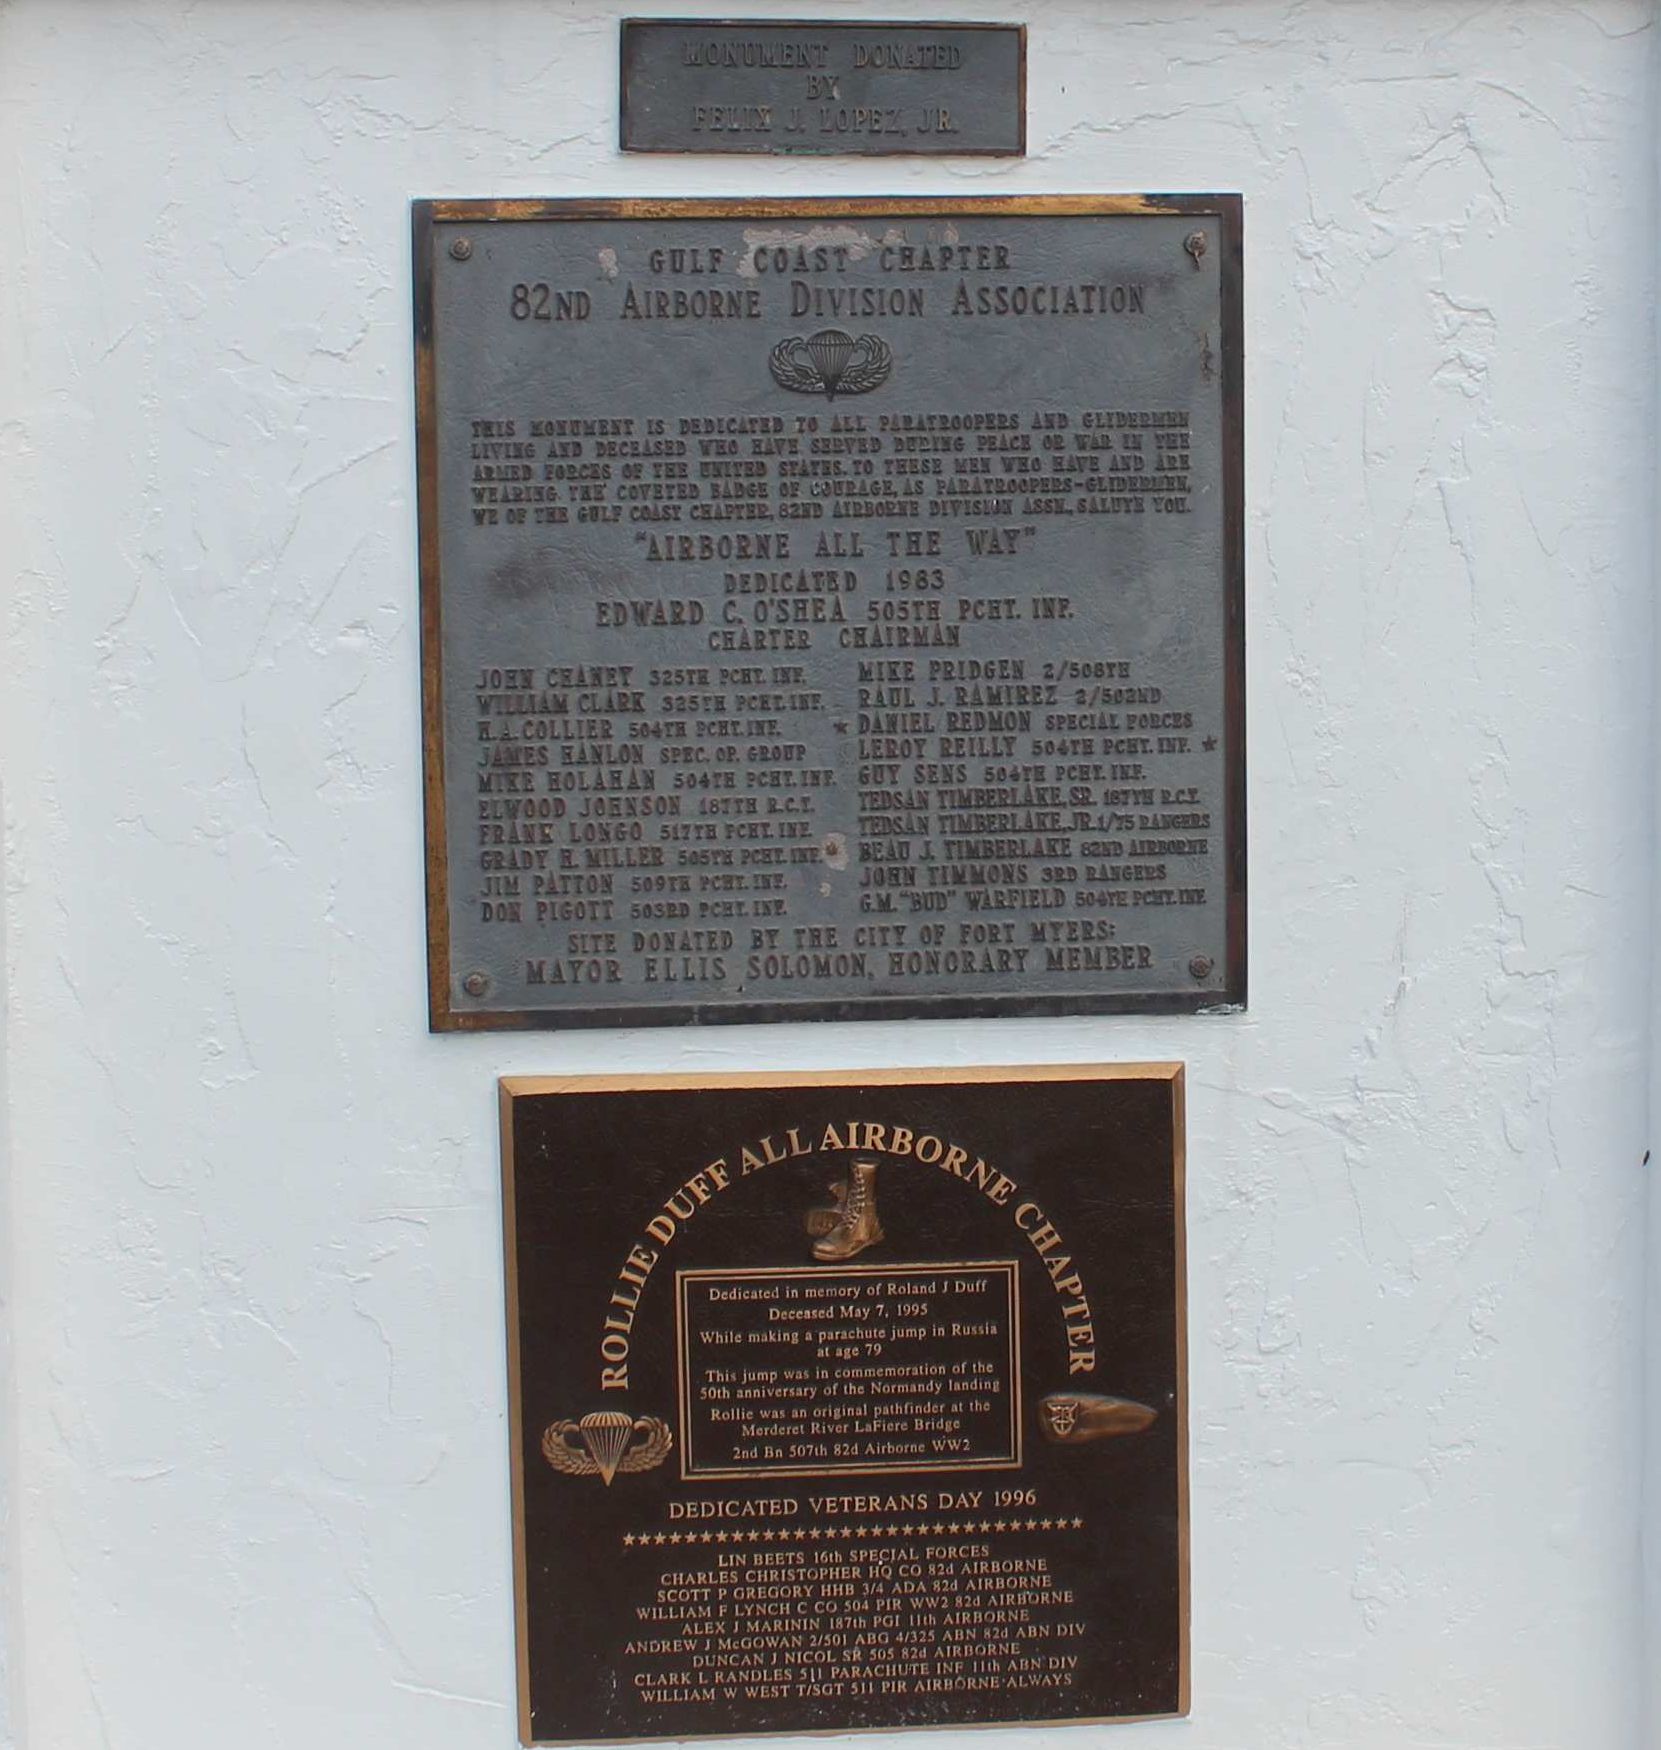 MONUMENT DONATED
BY
FELIX J. LOPEZ, JR.
GULF COAST CHAPTER
82ND AIRBORNE DIVISION ASSOCIATION
THIS MONUMENT IS DEDICATED TO ALL PARATROOPERS AND GLIDERMEN
LIVING AND DECEASED WHO HAVE SERVED DURING PEACE OR WAR IN THE
ARMED FORCES OF THE UNITED STATES. TO THESE MEN WHO HAVE AND ARE
WEARING THE COVETED BADGE OF COURAGE, AS PARATROOPERS-GLIDERMEN,
WE OF THE GULF COAST CHAPTER, 82ND AIRBORNE DIVISION ASSN., SALUTE YOU.
"AIRBORNE ALL THE WAY"
DEDICATED 1983
EDWARD C. O'SHEA 505TH PCHT. INF.
CHARTER CHAIRMAN
JOHN CHANEY 325TH PCHT. INF.
WILLIAM CLARK 325TH PCHT. INF.
H.A. COLLIER 504TH PCHT. INF.
JAMES HANLON SPEC. OP. GROUP
MIKE HOLAHAN 504TH PCHT. INF.
ELWOOD JOHNSON 187TH R.C.T.
FRANK LONGO 517TH PCHT. INF.
GRADY H. MILLER 505TH PCHT. INF.
JIM PATTON 509TH PCHT. INF.
DON PIGOTT 503RD PCHT. INF.
MIKE PRIDGEN 2/508TH
RAUL J. RAMIREZ 2/502ND
★ DANIEL REDMON SPECIAL FORCES
LEROY REILLY 504TH PCHT. INF. ★
GUY SENS 504TH PCHT. INF.
TEDSAN TIMBERLAKE, SR. 187TH R.C.T.
TEDSAN TIMBERLAKE, JR. 1/75 RANGERS
BEAU J. TIMBERLAKE 82ND AIRBORNE
JOHN TIMMONS 3RD RANGERS
G.M. "BUD" WARFIELD 504TH PCHT. INF.
SITE DONATED BY THE CITY OF FORT MYERS:
MAYOR ELLIS SOLOMON, HONORARY MEMBER
ROLLIE DUFF ALL AIRBORNE CHAPTER
Dedicated in memory of Roland J Duff
Deceased May 7, 1995
While making a parachute jump in Russia
at age 79
This jump was in commemoration of the
50th anniversary of the Normandy landing
Rollie was an original pathfinder at the
Merderet River LaFiere Bridge
2nd Bn 507th 82d Airborne WW2
DEDICATED VETERANS DAY 1996
★★★★★★★★★★★★★★★★★★★★★★★★★★★★★★
LIN BEETS 16th SPECIAL FORCES
CHARLES CHRISTOPHER HQ CO 82d AIRBORNE
SCOTT P GREGORY HHB 3/4 ADA 82d AIRBORNE
WILLIAM F LYNCH C CO 504 PIR WW2 82d AIRBORNE
ALEX J MARININ 187th PGI 11th AIRBORNE
ANDREW J McGOWAN 2/501 ABG 4/325 ABN 82d ABN DIV
DUNCAN J NICOL SR 505 82d AIRBORNE
CLARK L RANDLES 511 PARACHUTE INF 11th ABN DIV
WILLIAM W WEST T/SGT 511 PIR AIRBORNE ALWAYS